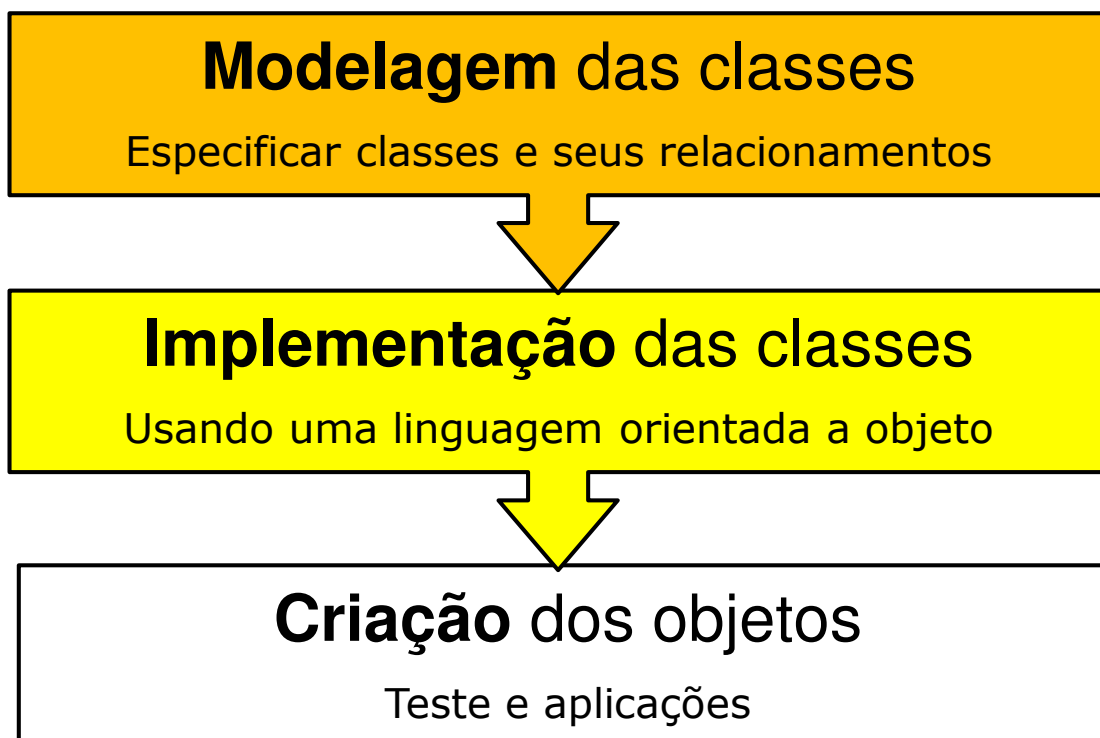 Modelagem das classes
Especificar classes e seus relacionamentos
Implementação das classes
Usando uma linguagem orientada a objeto
Criação dos objetos
Teste e aplicações